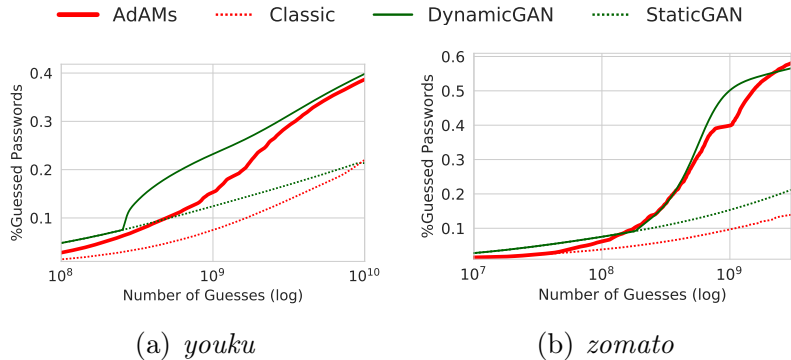 AdAMs Classic DynamicGAN StaticGAN
%Guessed Passwords
0.4
0.3
0.2
0.1
10^8 10^9 10^10
Number of Guesses (log)
(a) youku
%Guessed Passwords
0.6
0.5
0.4
0.3
0.2
0.1
10^7 10^8 10^9
Number of Guesses (log)
(b) zomato